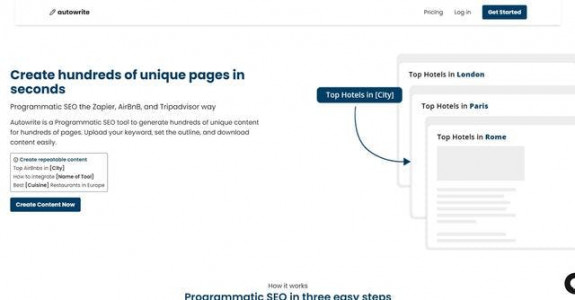 autowrite
Pricing
Log in
Get Started
Create hundreds of unique pages in
seconds
Programmatic SEO the Zapier, AirBnB, and Tripadvisor way
Autowrite is a Programmatic SEO tool to generate hundreds of unique content
for hundreds of pages. Upload your keyword, set the outline, and download
content easily.
Create repeatable content
Top Airbnbs in [City]
How to integrate [Name of Tool]
Best [Cuisine] Restaurants in Europe
Create Content Now
Top Hotels in [City]
Top Hotels in London
Top Hotels in Paris
Top Hotels in Rome
How it works
Programmatic SEO in three easy steps